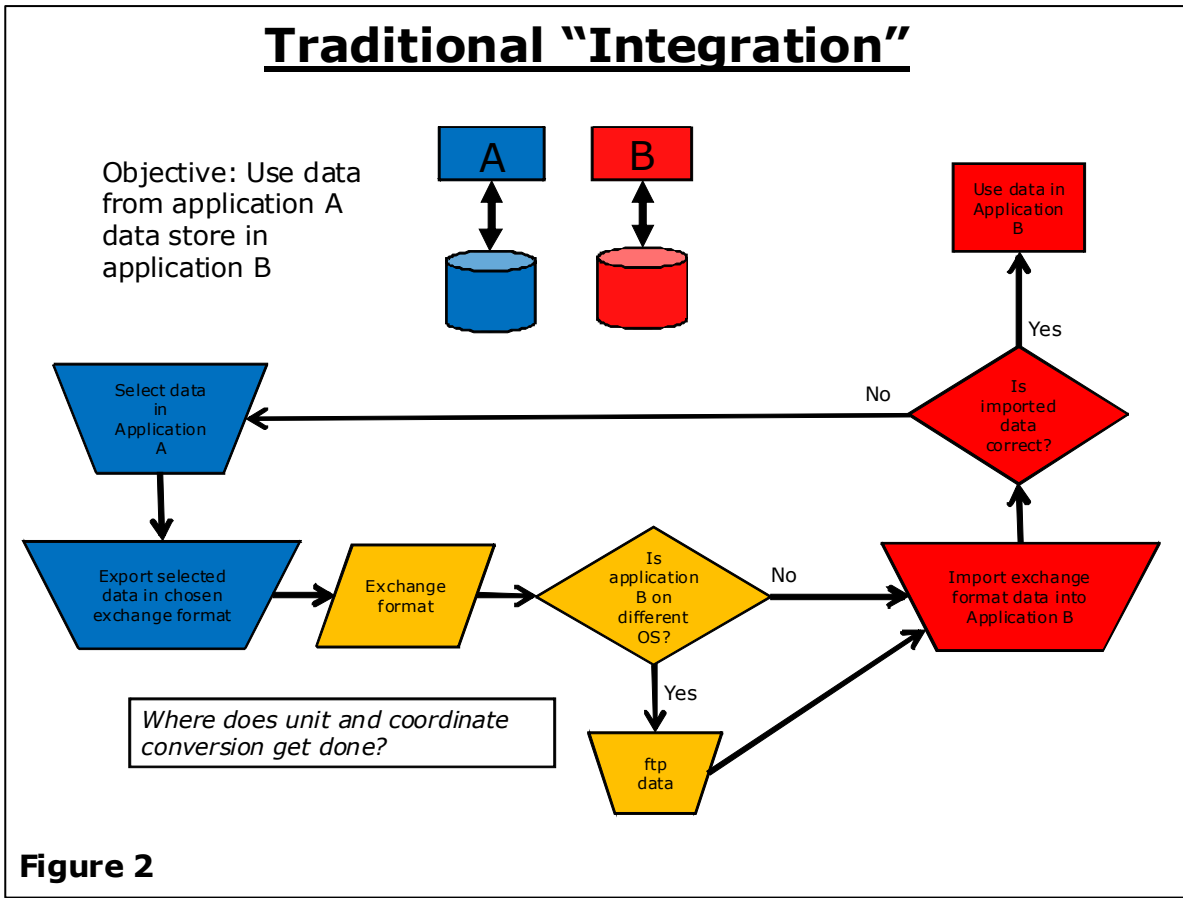 Traditional “Integration”
Objective: Use data
from application A
data store in
application B
A
B
Use data in
Application
B
Yes
Is
imported
data
correct?
No
Select data
in
Application
A
Export selected
data in chosen
exchange format
Exchange
format
Is
application
B on
different
OS?
No
Import exchange
format data into
Application B
Yes
ftp
data
Where does unit and coordinate
conversion get done?
Figure 2